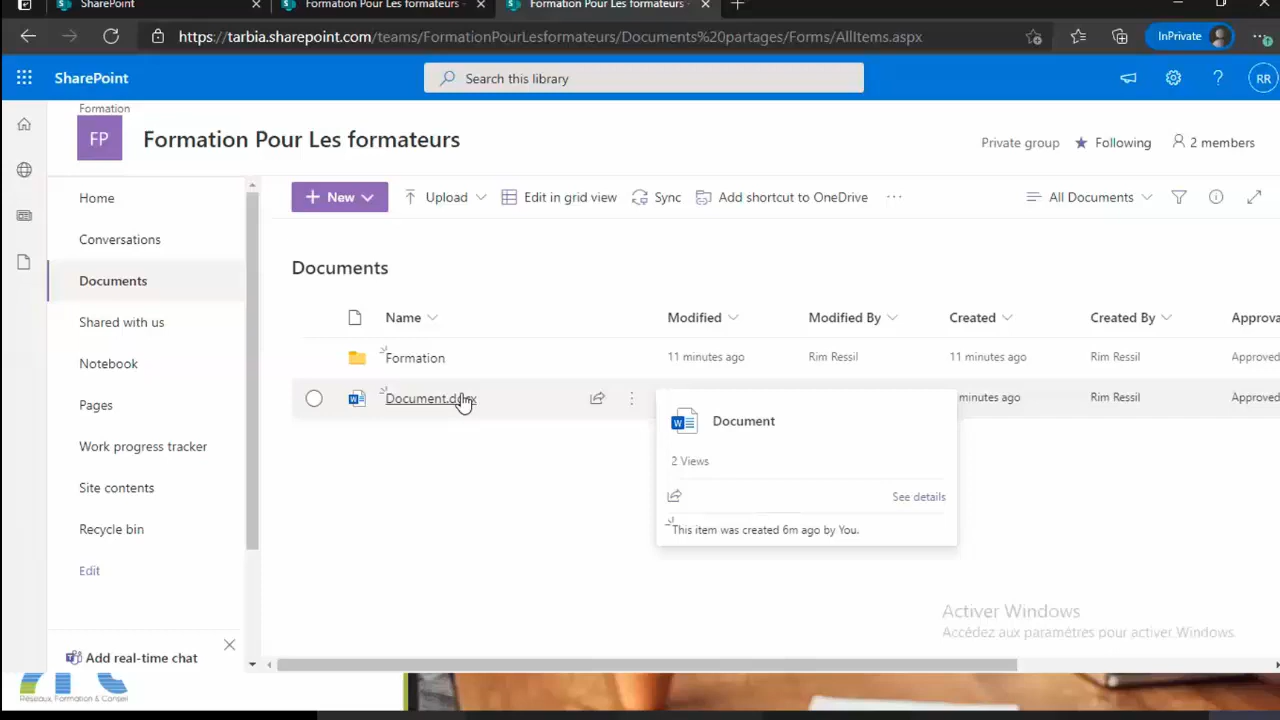 SharePoint
Formation Pour Les formateurs -
Formation Pour Les formateurs -
https://tarbia.sharepoint.com/teams/FormationPourLesformateurs/Documents%20partages/Forms/AllItems.aspx
InPrivate
SharePoint
Search this library
?
RR
Formation
FP
Formation Pour Les formateurs
Private group
Following
2 members
Home
Conversations
Documents
Shared with us
Notebook
Pages
Work progress tracker
Site contents
Recycle bin
Edit
Add real-time chat
+ New
Upload
Edit in grid view
Sync
Add shortcut to OneDrive
All Documents
Documents
Name Modified Modified By Created Created By Approva
Formation 11 minutes ago Rim Ressil 11 minutes ago Rim Ressil Approved
Document.docx minutes ago Rim Ressil Approved
Document
2 Views
See details
This item was created 6m ago by You.
Activer Windows
Accédez aux paramètres pour activer Windows.
Réseaux, Formation & Conseil